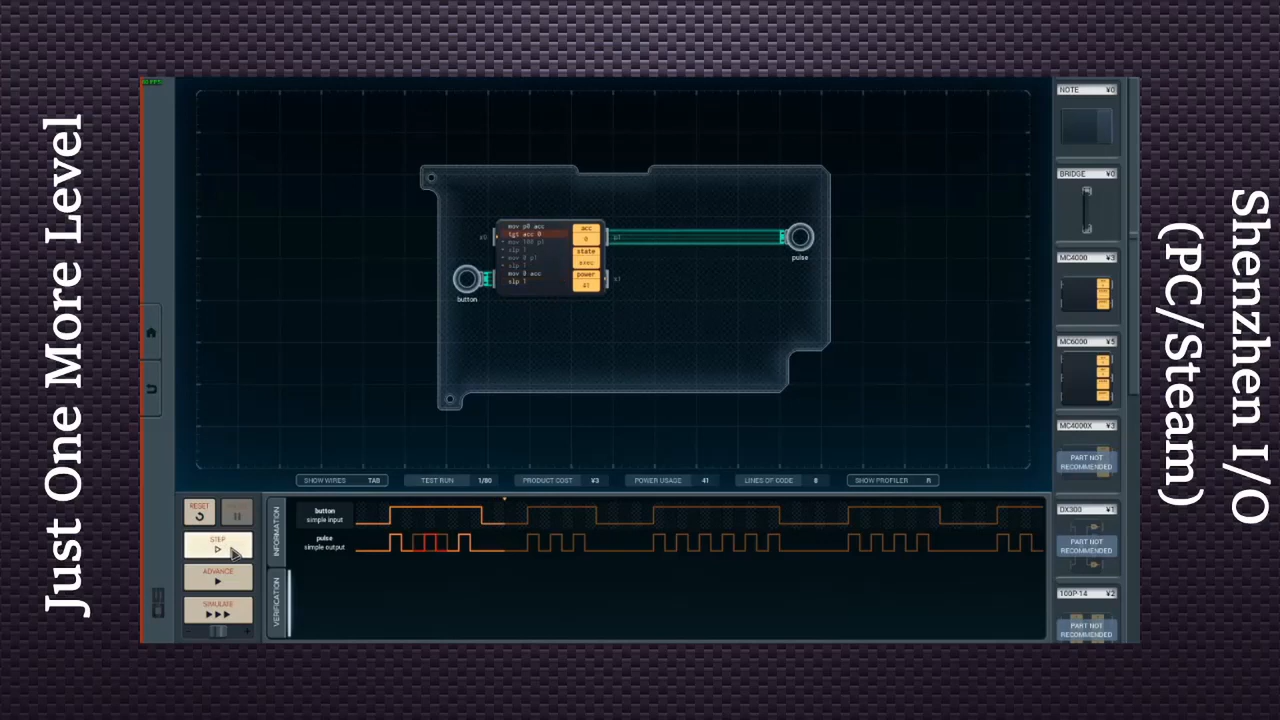 Just One More Level
Shenzhen I/O
(PC/Steam)
mov p0 acc
tgt acc 0
+ mov 100 p1
+ slp 1
+ mov 0 p1
+ slp 1
mov 0 acc
slp 1
acc
0
state
EXEC
power
41
x0
p1
x1
button
pulse
SHOW WIRES TAB
TEST RUN 1/80
PRODUCT COST ¥3
POWER USAGE 41
LINES OF CODE 8
SHOW PROFILER R
RESET
STEP
ADVANCE
SIMULATE
- +
INFORMATION
VERIFICATION
button
simple input
pulse
simple output
NOTE ¥0
BRIDGE ¥0
MC4000 ¥3
MC6000 ¥5
MC4000X ¥3
PART NOT
RECOMMENDED
DX300 ¥1
PART NOT
RECOMMENDED
100P-14 ¥2
PART NOT
RECOMMENDED